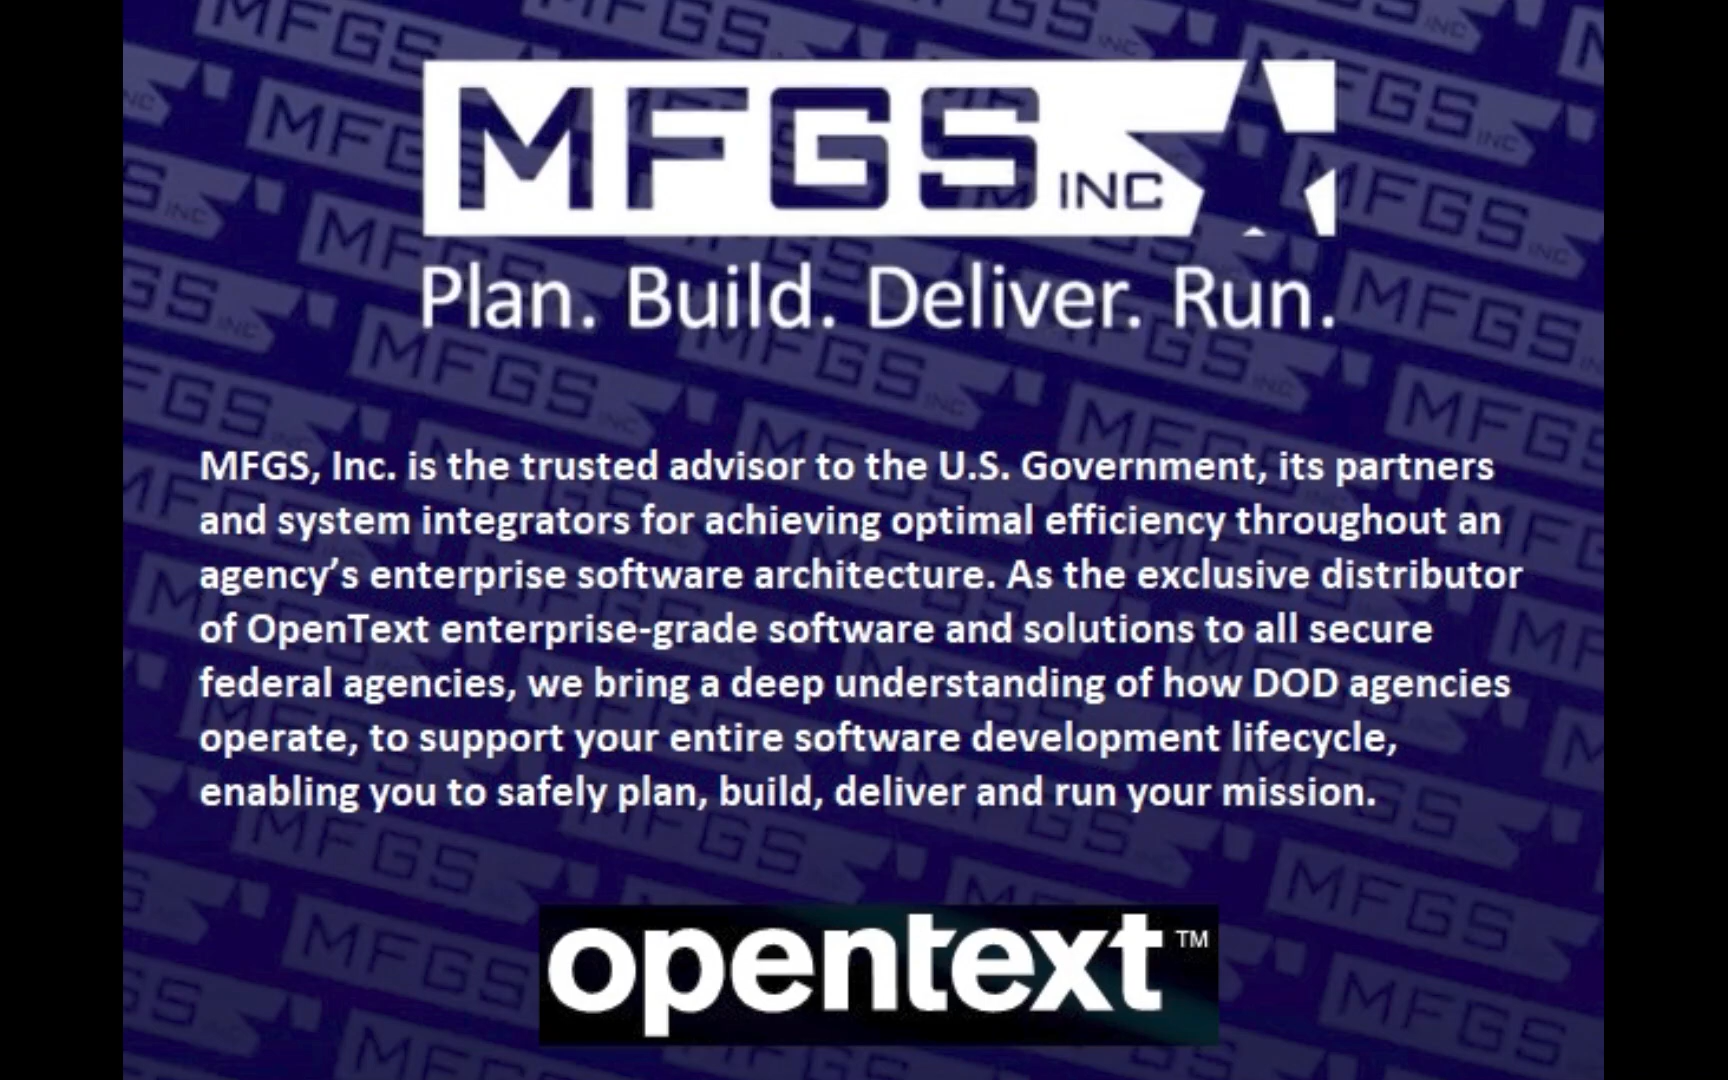 MFGS INC
Plan. Build. Deliver. Run.
MFGS, Inc. is the trusted advisor to the U.S. Government, its partners
and system integrators for achieving optimal efficiency throughout an
agency’s enterprise software architecture. As the exclusive distributor
of OpenText enterprise-grade software and solutions to all secure
federal agencies, we bring a deep understanding of how DOD agencies
operate, to support your entire software development lifecycle,
enabling you to safely plan, build, deliver and run your mission.
opentext™